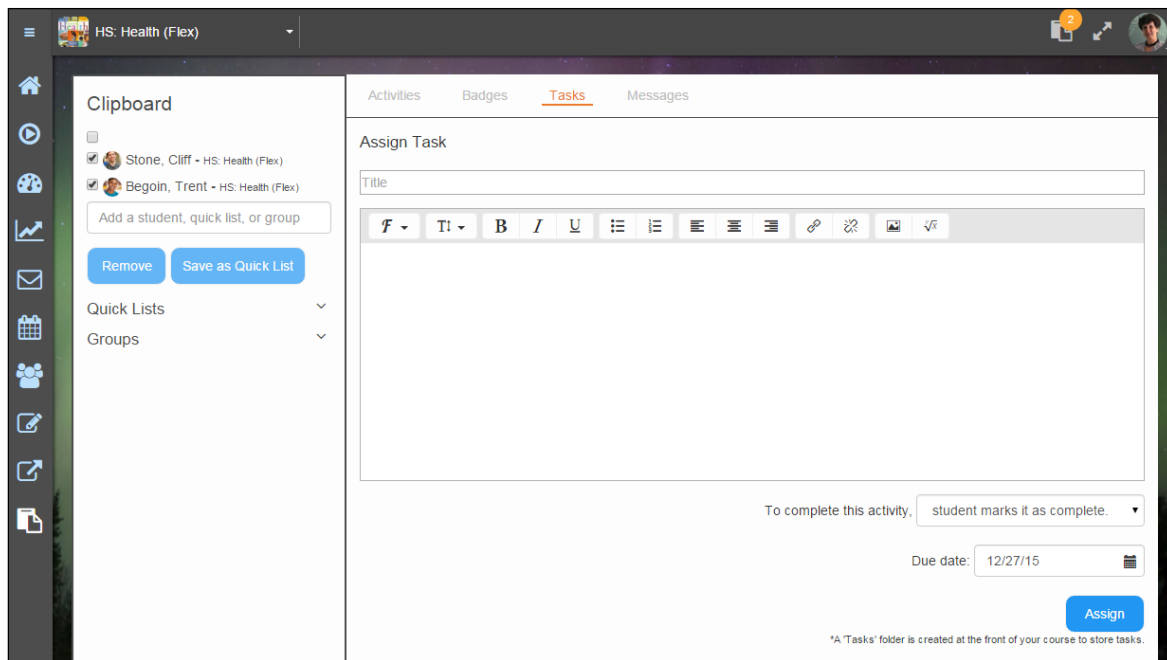 HS: Health (Flex)
2
Clipboard
Stone, Cliff - HS: Health (Flex)
Begoin, Trent - HS: Health (Flex)
Add a student, quick list, or group
Remove Save as Quick List
Quick Lists
Groups
Activities Badges Tasks Messages
Assign Task
Title
F T B I U √x
To complete this activity, student marks it as complete.
Due date: 12/27/15
Assign
*A 'Tasks' folder is created at the front of your course to store tasks.